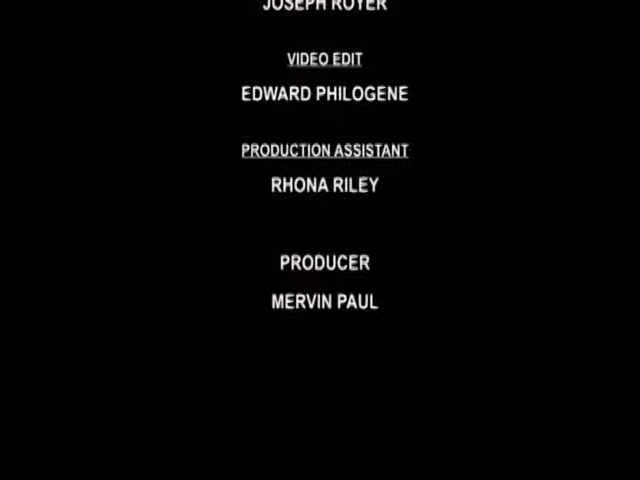 JOSEPH ROYER
VIDEO EDIT
EDWARD PHILOGENE
PRODUCTION ASSISTANT
RHONA RILEY
PRODUCER
MERVIN PAUL